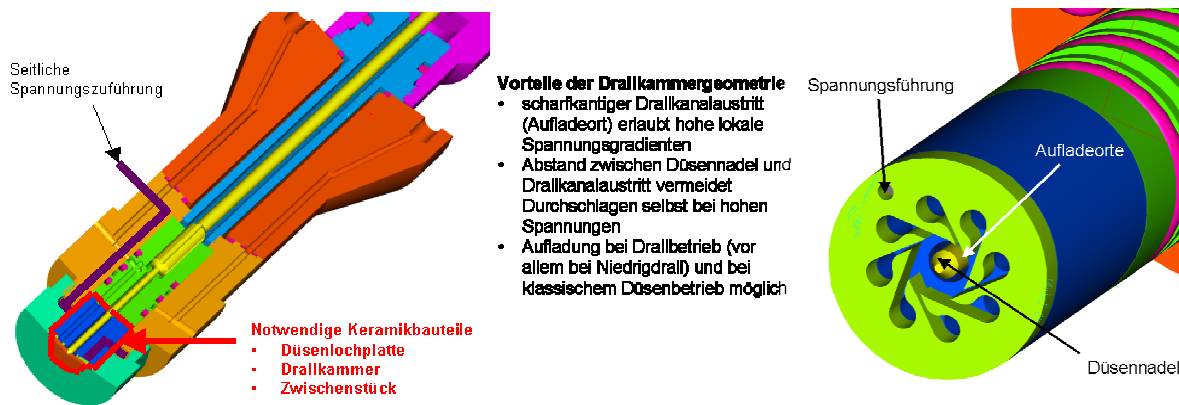 Seitliche
Spannungszuführung
Notwendige Keramikbauteile
• Düsenlochplatte
• Drallkammer
• Zwischenstück
Vorteile der Drallkammergeometrie
• scharfkantiger Drallkanalaustritt
(Aufladeort) erlaubt hohe lokale
Spannungsgradienten
• Abstand zwischen Düsennadel und
Drallkanalaustritt vermeidet
Durchschlagen selbst bei hohen
Spannungen
• Aufladung bei Drallbetrieb (vor
allem bei Niedrigdrall) und bei
klassischem Düsenbetrieb möglich
Spannungsführung
Aufladeorte
Düsennadel